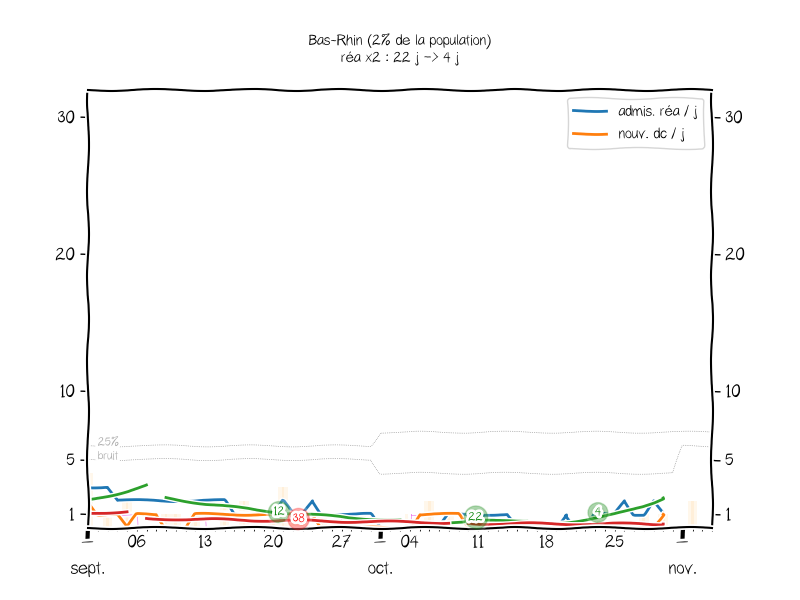 Bas-Rhin (2% de la population)
réa x2 : 22 j -> 4 j
admis. réa / j
nouv. dc / j
30
30
20
20
10
10
25%
bruit
5
5
12
38
22
4
1
1
06
13
20
27
04
11
18
25
sept.
oct.
nov.